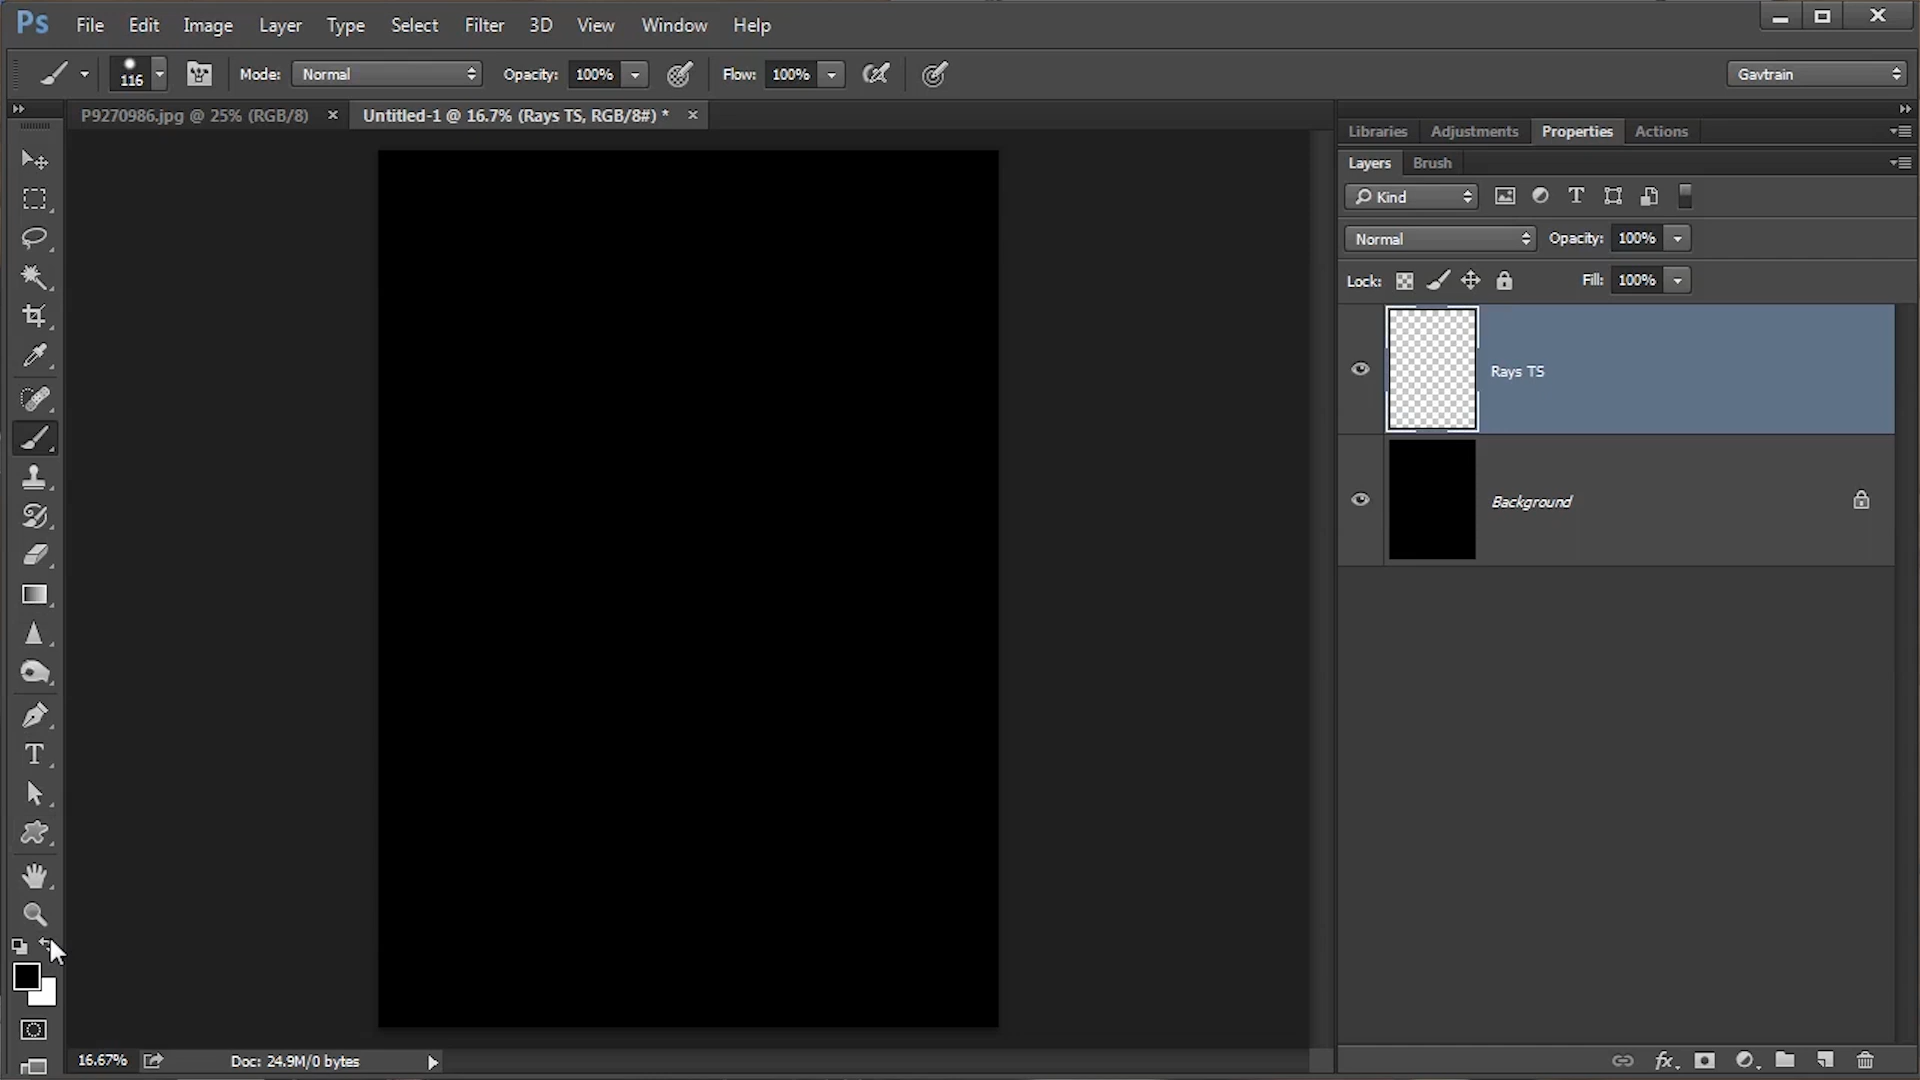 Ps File Edit Image Layer Type Select Filter 3D View Window Help
116 Mode: Normal Opacity: 100% Flow: 100% Gavtrain
P9270986.jpg @ 25% (RGB/8) × Untitled-1 @ 16.7% (Rays TS, RGB/8#) * ×
Libraries Adjustments Properties Actions
Layers Brush
Kind
Normal Opacity: 100%
Lock: Fill: 100%
Rays TS
Background
16.67% Doc: 24.9M/0 bytes
fx